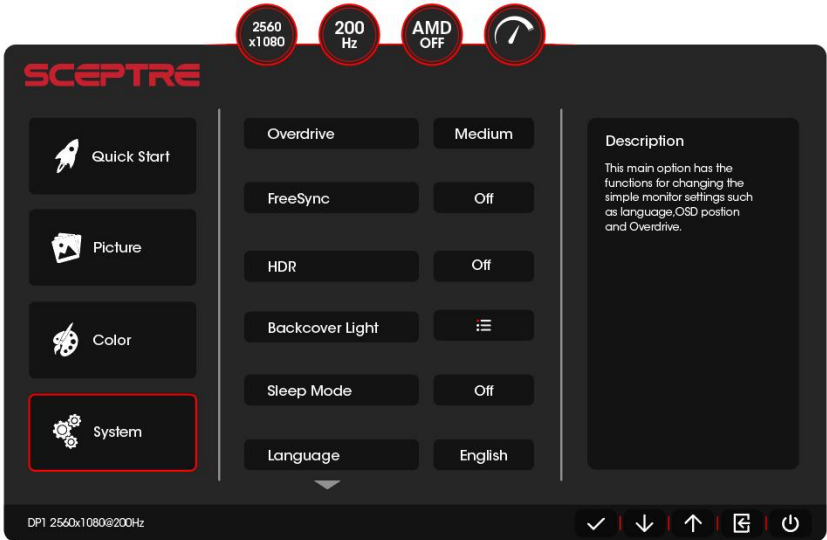 2560
x1080
200
Hz
AMD
OFF
SCEPTRE
Quick Start
Picture
Color
System
Overdrive Medium
FreeSync Off
HDR Off
Backcover Light
Sleep Mode Off
Language English
Description
This main option has the
functions for changing the
simple monitor settings such
as language,OSD postion
and Overdrive.
DP1 2560x1080@200Hz